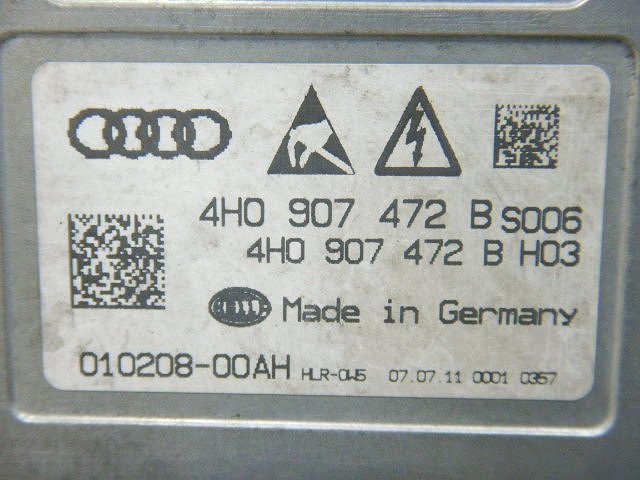 4H0 907 472 B S006
4H0 907 472 B H03
Made in Germany
010208-00AH HLR-0W5 07.07.11 0001 0357